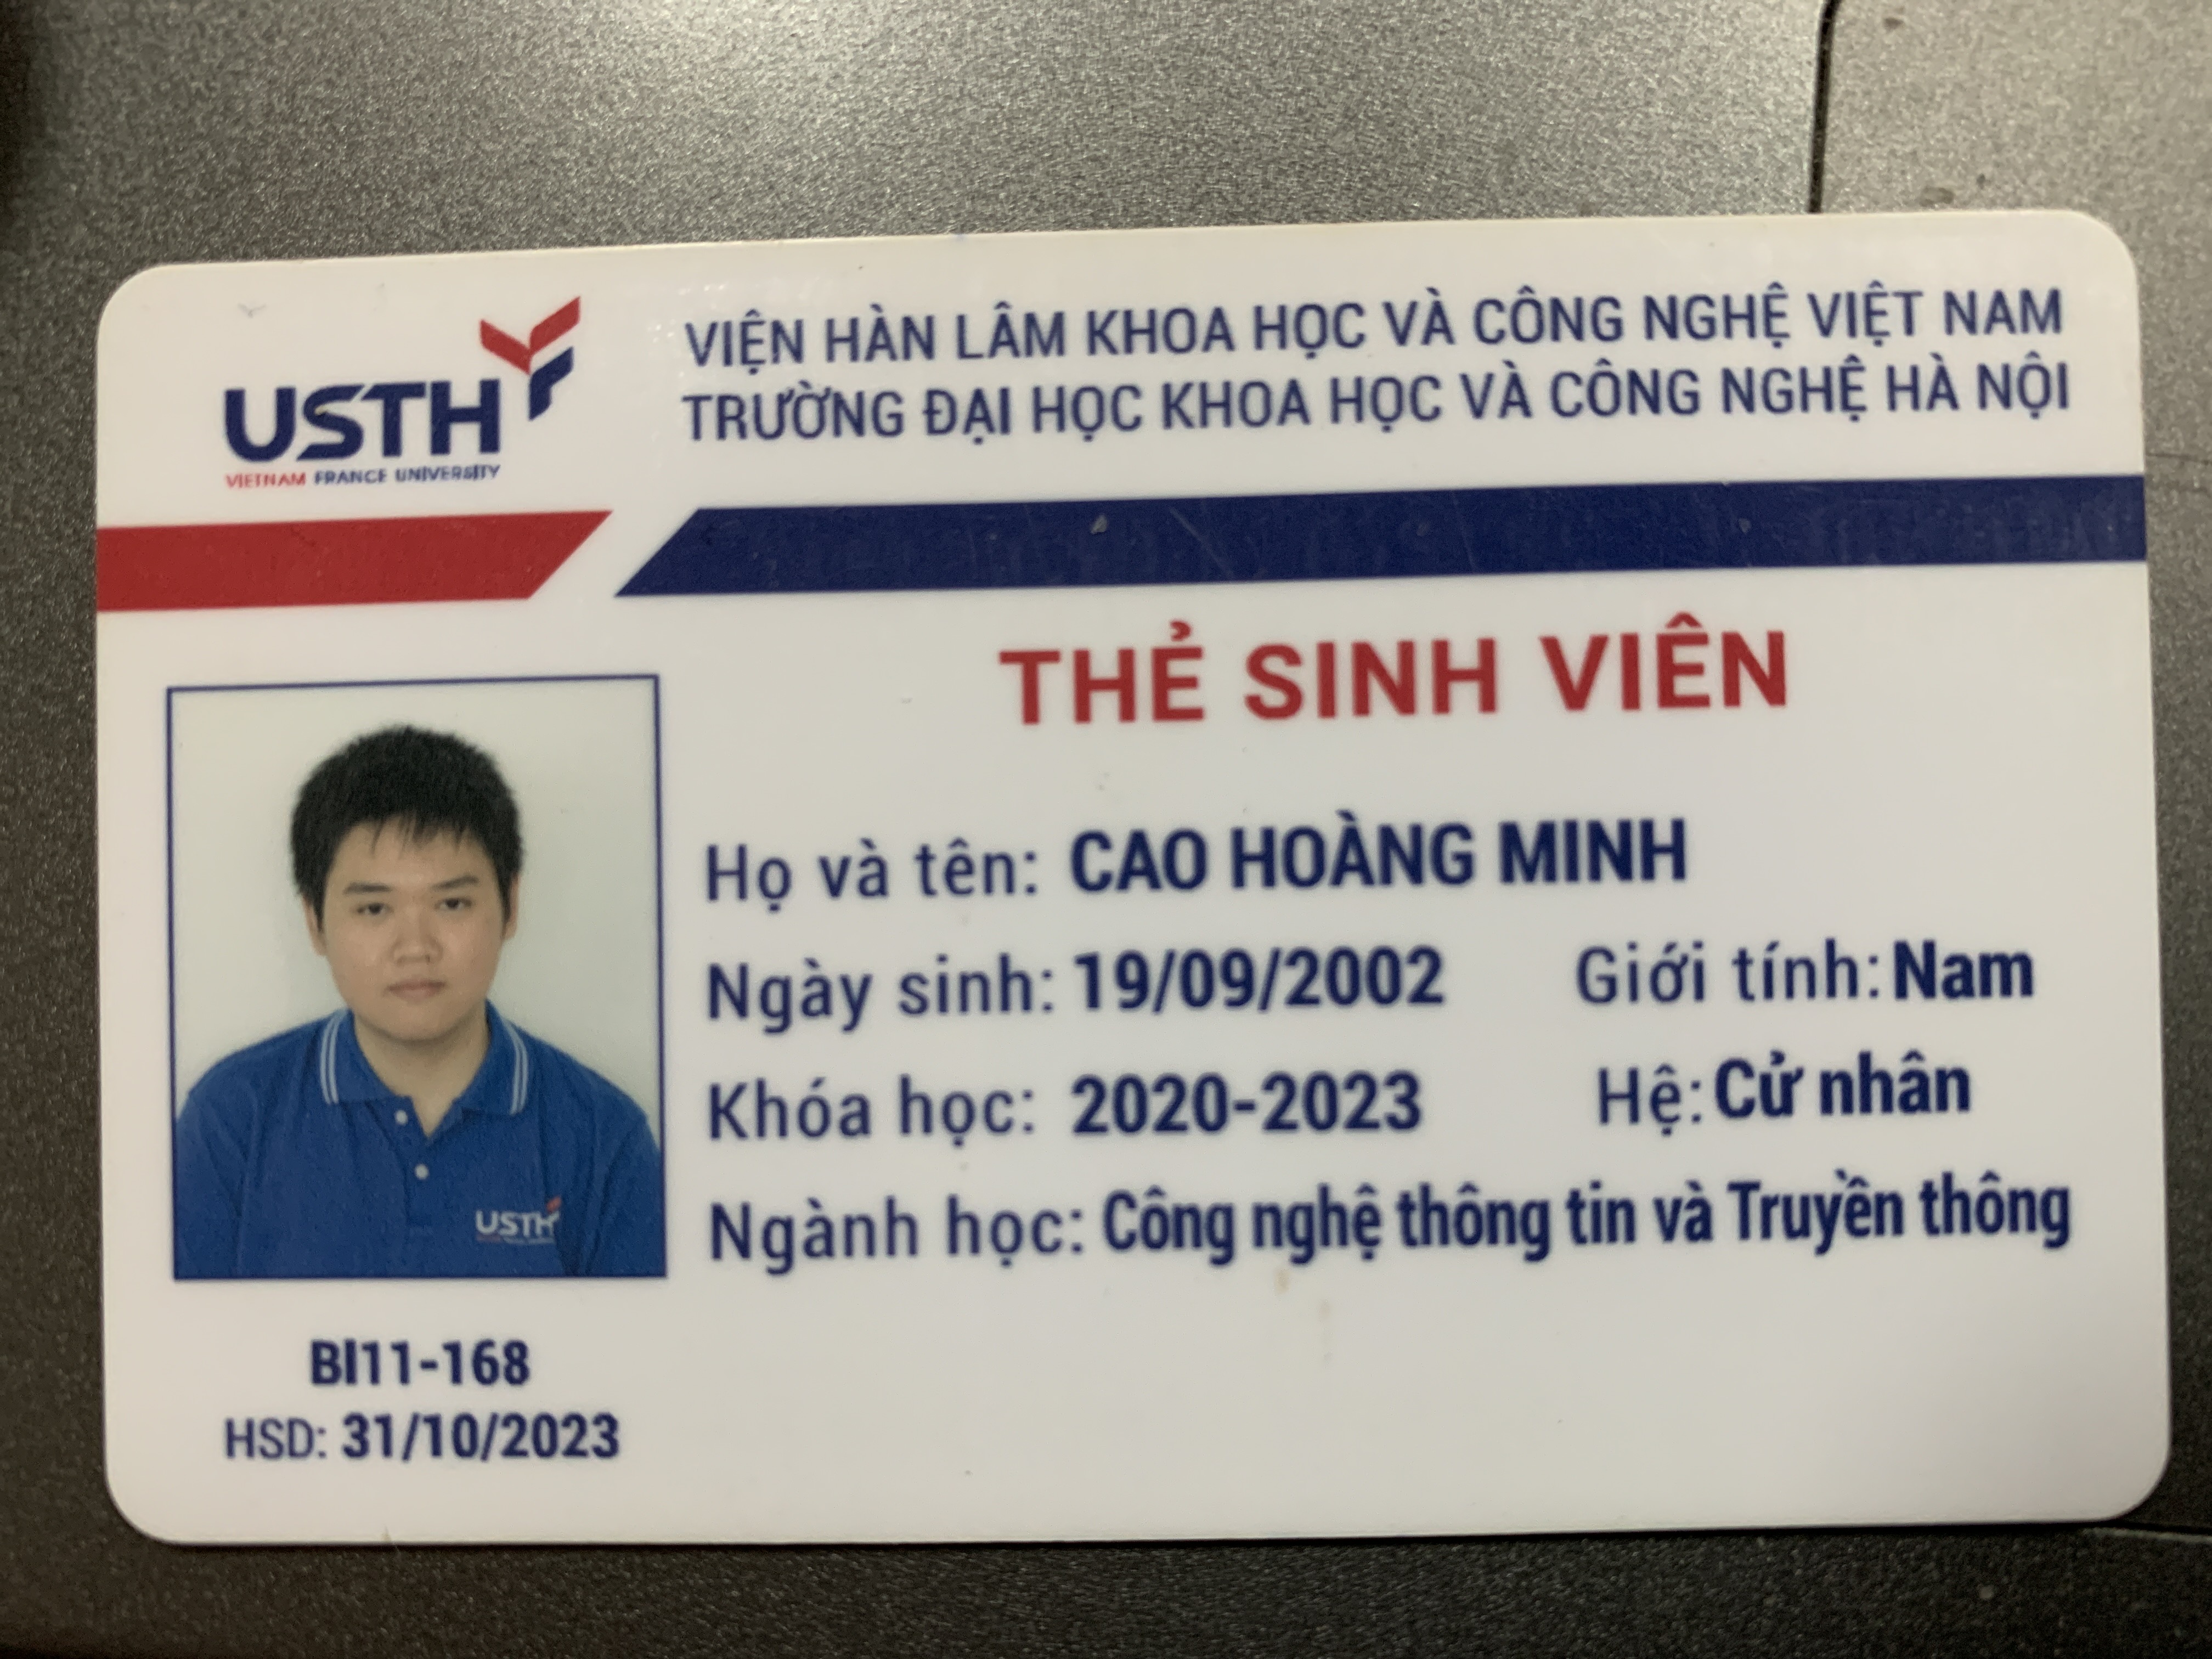 USTH
VIETNAM FRANCE UNIVERSITY
VIỆN HÀN LÂM KHOA HỌC VÀ CÔNG NGHỆ VIỆT NAM
TRƯỜNG ĐẠI HỌC KHOA HỌC VÀ CÔNG NGHỆ HÀ NỘI
THẺ SINH VIÊN
Họ và tên: CAO HOÀNG MINH
Ngày sinh: 19/09/2002 Giới tính: Nam
Khóa học: 2020-2023 Hệ: Cử nhân
Ngành học: Công nghệ thông tin và Truyền thông
USTH
BI11-168
HSD: 31/10/2023